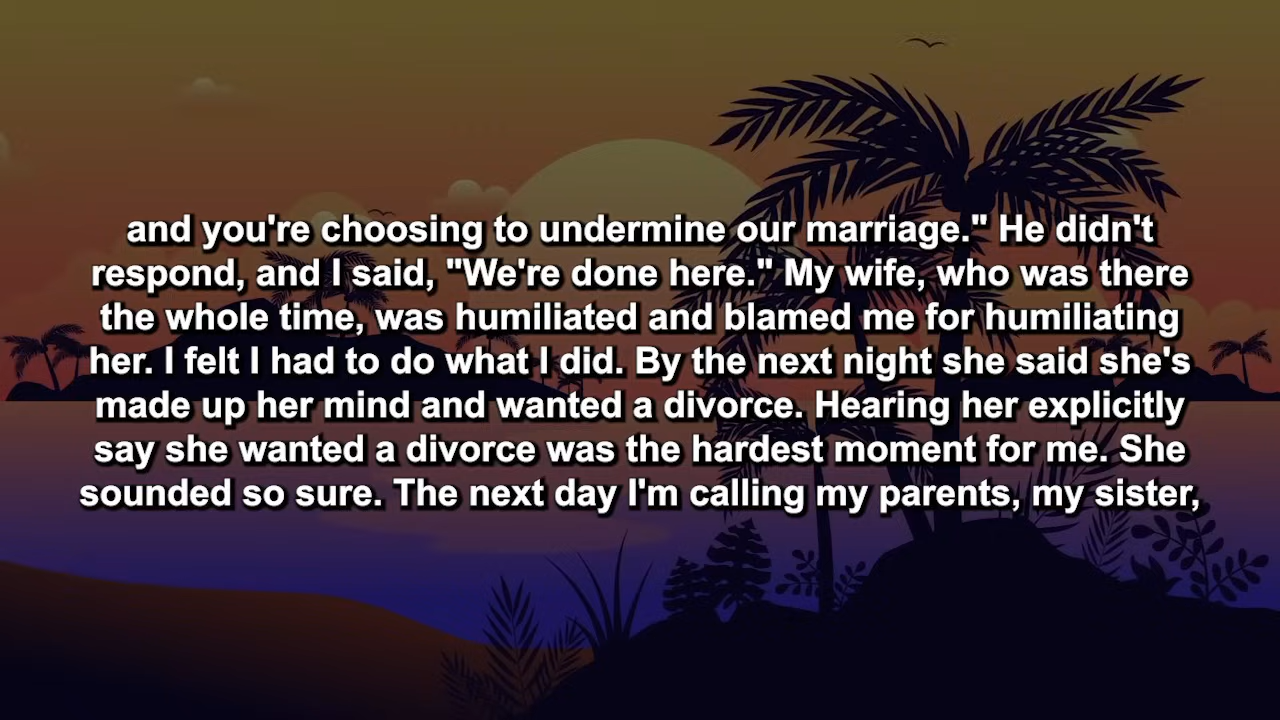 and you're choosing to undermine our marriage." He didn't
respond, and I said, "We're done here." My wife, who was there
the whole time, was humiliated and blamed me for humiliating
her. I felt I had to do what I did. By the next night she said she's
made up her mind and wanted a divorce. Hearing her explicitly
say she wanted a divorce was the hardest moment for me. She
sounded so sure. The next day I'm calling my parents, my sister,